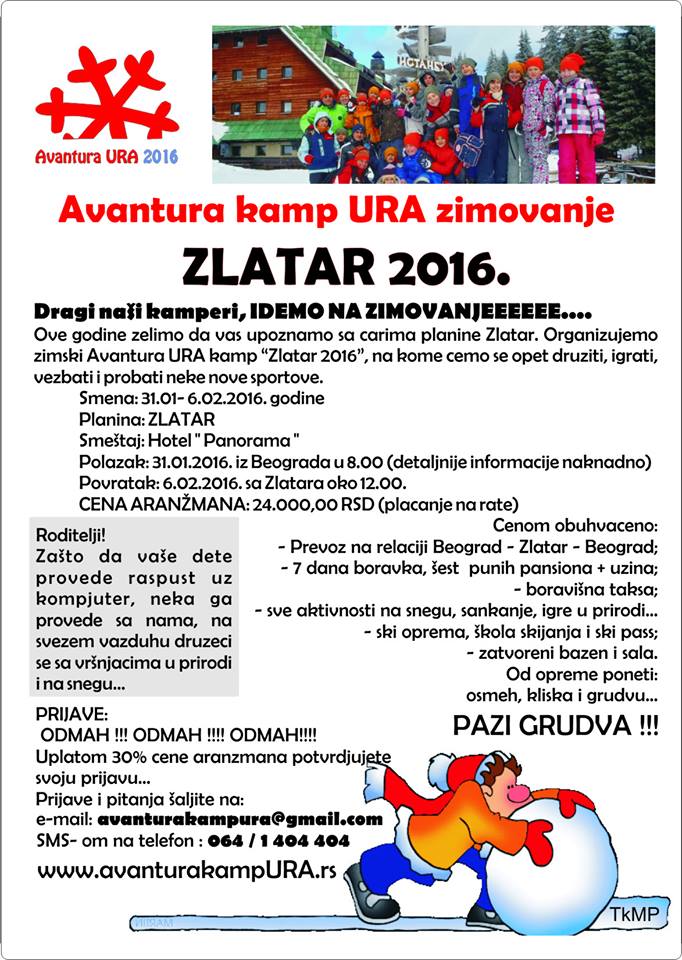 Avantura URA 2016
Avantura kamp URA zimovanje
ZLATAR 2016.
Dragi naši kamperi, IDEMO NA ZIMOVANJEEEEEE....
Ove godine zelimo da vas upoznamo sa carima planine Zlatar. Organizujemo
zimski Avantura URA kamp “Zlatar 2016”, na kome cemo se opet druziti, igrati,
vezbati i probati neke nove sportove.
Smena: 31.01- 6.02.2016. godine
Planina: ZLATAR
Smeštaj: Hotel " Panorama "
Polazak: 31.01.2016. iz Beograda u 8.00 (detaljnije informacije naknadno)
Povratak: 6.02.2016. sa Zlatara oko 12.00.
CENA ARANŽMANA: 24.000,00 RSD (placanje na rate)
Roditelji!
Zašto da vaše dete
provede raspust uz
kompjuter, neka ga
provede sa nama, na
svezem vazduhu druzeci
se sa vršnjacima u prirodi
i na snegu...
Cenom obuhvaceno:
- Prevoz na relaciji Beograd - Zlatar - Beograd;
- 7 dana boravka, šest punih pansiona + uzina;
- boravišna taksa;
- sve aktivnosti na snegu, sankanje, igre u prirodi...
- ski oprema, škola skijanja i ski pass;
- zatvoreni bazen i sala.
Od opreme poneti:
osmeh, kliska i grudvu...
PAZI GRUDVA !!!
PRIJAVE:
ODMAH !!! ODMAH !!!! ODMAH!!!!
Uplatom 30% cene aranzmana potvrdjujete
svoju prijavu...
Prijave i pitanja šaljite na:
e-mail: avanturakampura@gmail.com
SMS- om na telefon : 064 / 1 404 404
www.avanturakampURA.rs
TkMP